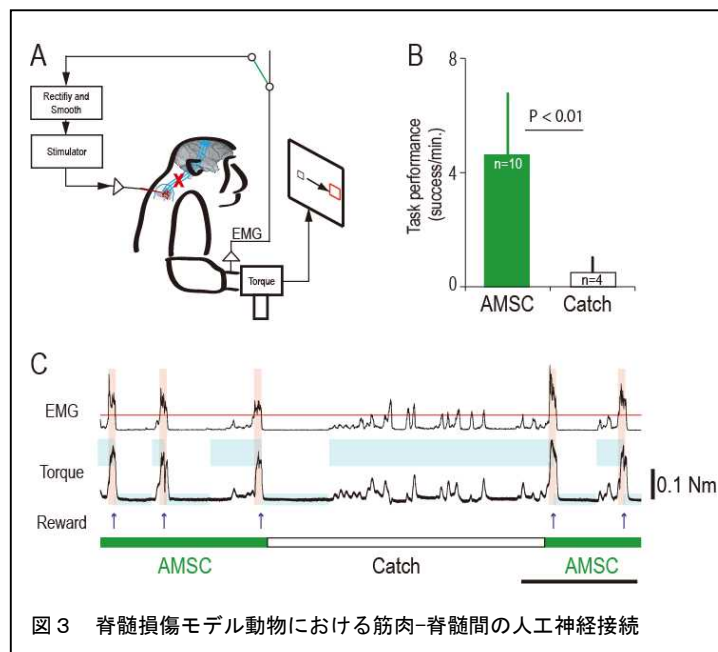 A
Rectifiy and
Smooth
Stimulator
X
EMG
Torque
B
Task performance
(success/min.)
8
4
0
P < 0.01
n=10
n=4
AMSC
Catch
C
EMG
Torque
Reward
0.1 Nm
AMSC
Catch
AMSC
図３ 脊髄損傷モデル動物における筋肉-脊髄間の人工神経接続